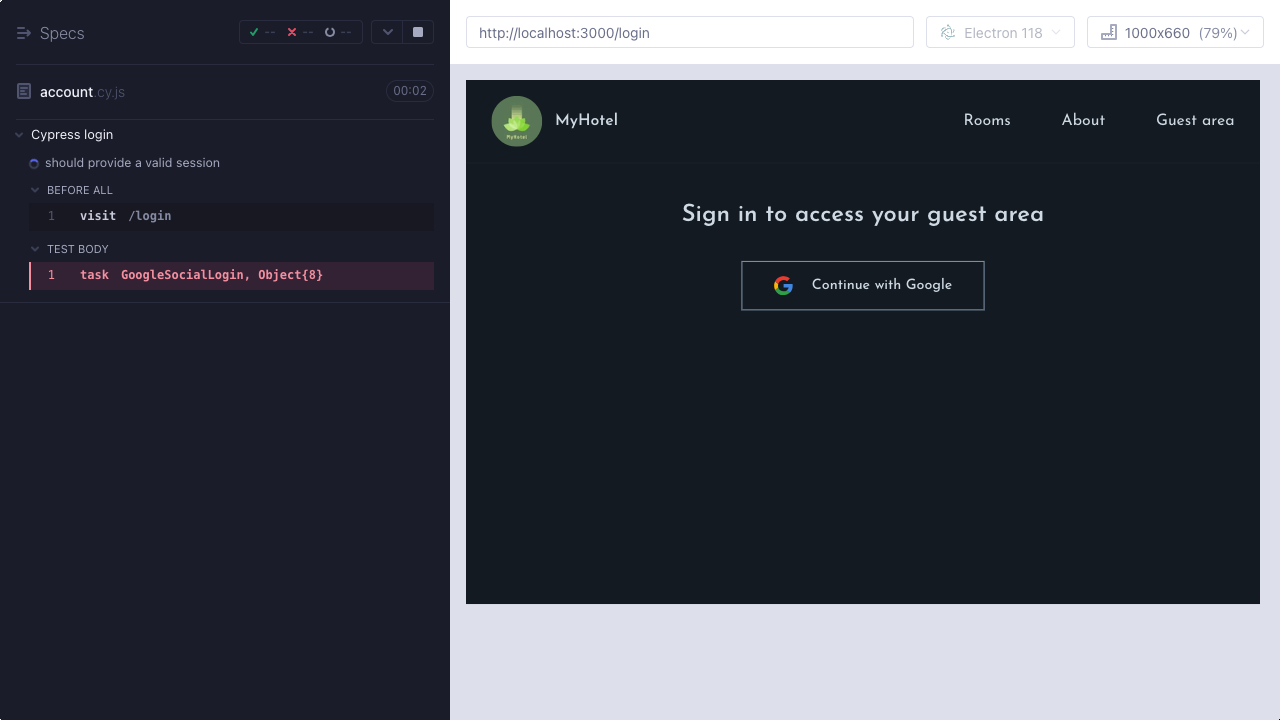 Specs
-- -- --
account.cy.js
00:02
Cypress login
should provide a valid session
BEFORE ALL
1 visit /login
TEST BODY
1 task GoogleSocialLogin, Object{8}
http://localhost:3000/login
Electron 118
1000x660 (79%)
MyHotel
MyHotel
Rooms
About
Guest area
Sign in to access your guest area
Continue with Google